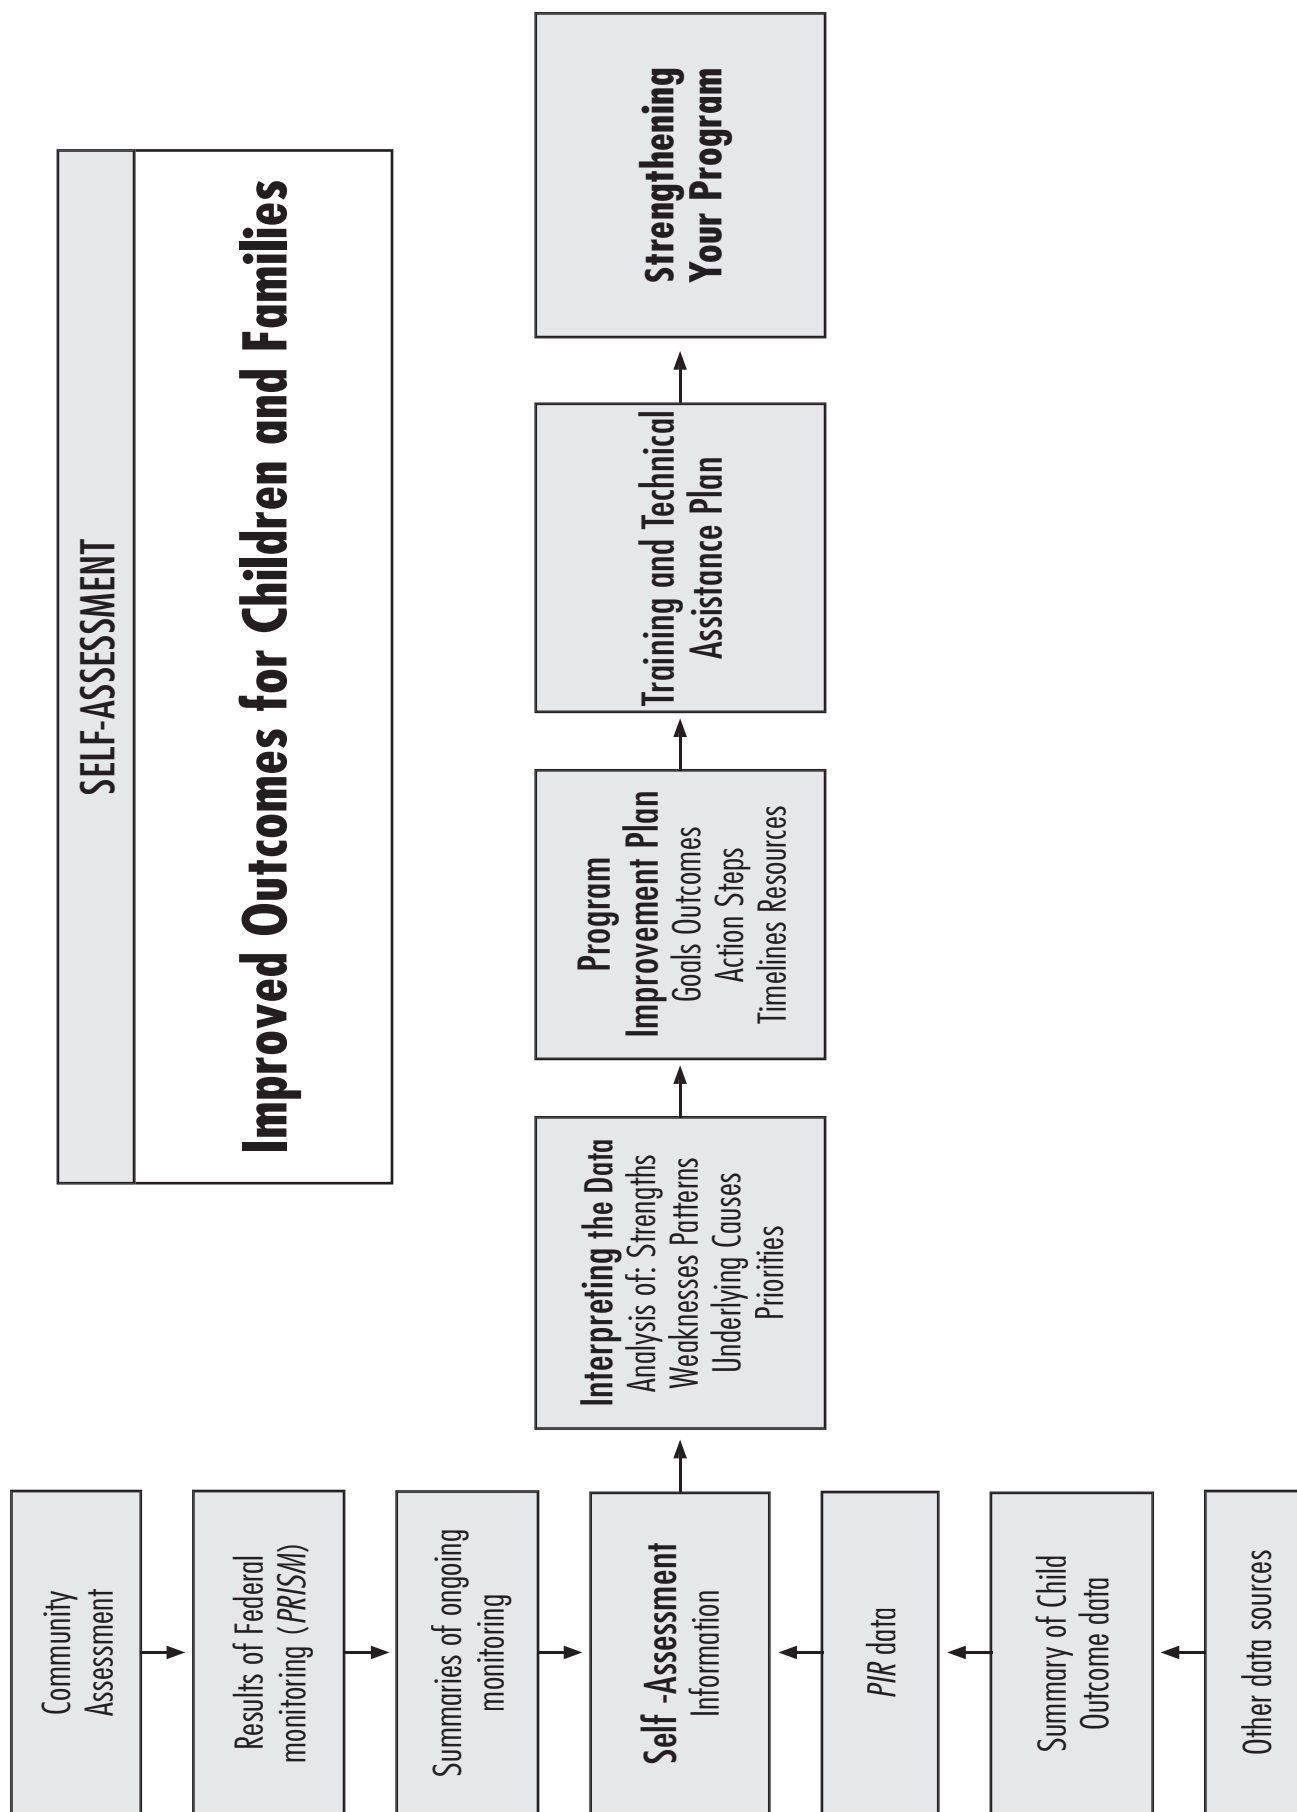 SELF-ASSESSMENT
Improved Outcomes for Children and Families
Community
Assessment
Results of Federal
monitoring (PRISM)
Summaries of ongoing
monitoring
Self -Assessment
Information
PIR data
Summary of Child
Outcome data
Other data sources
Interpreting the Data
Analysis of: Strengths
Weaknesses Patterns
Underlying Causes
Priorities
Program
Improvement Plan
Goals Outcomes
Action Steps
Timelines Resources
Training and Technical
Assistance Plan
Strengthening
Your Program